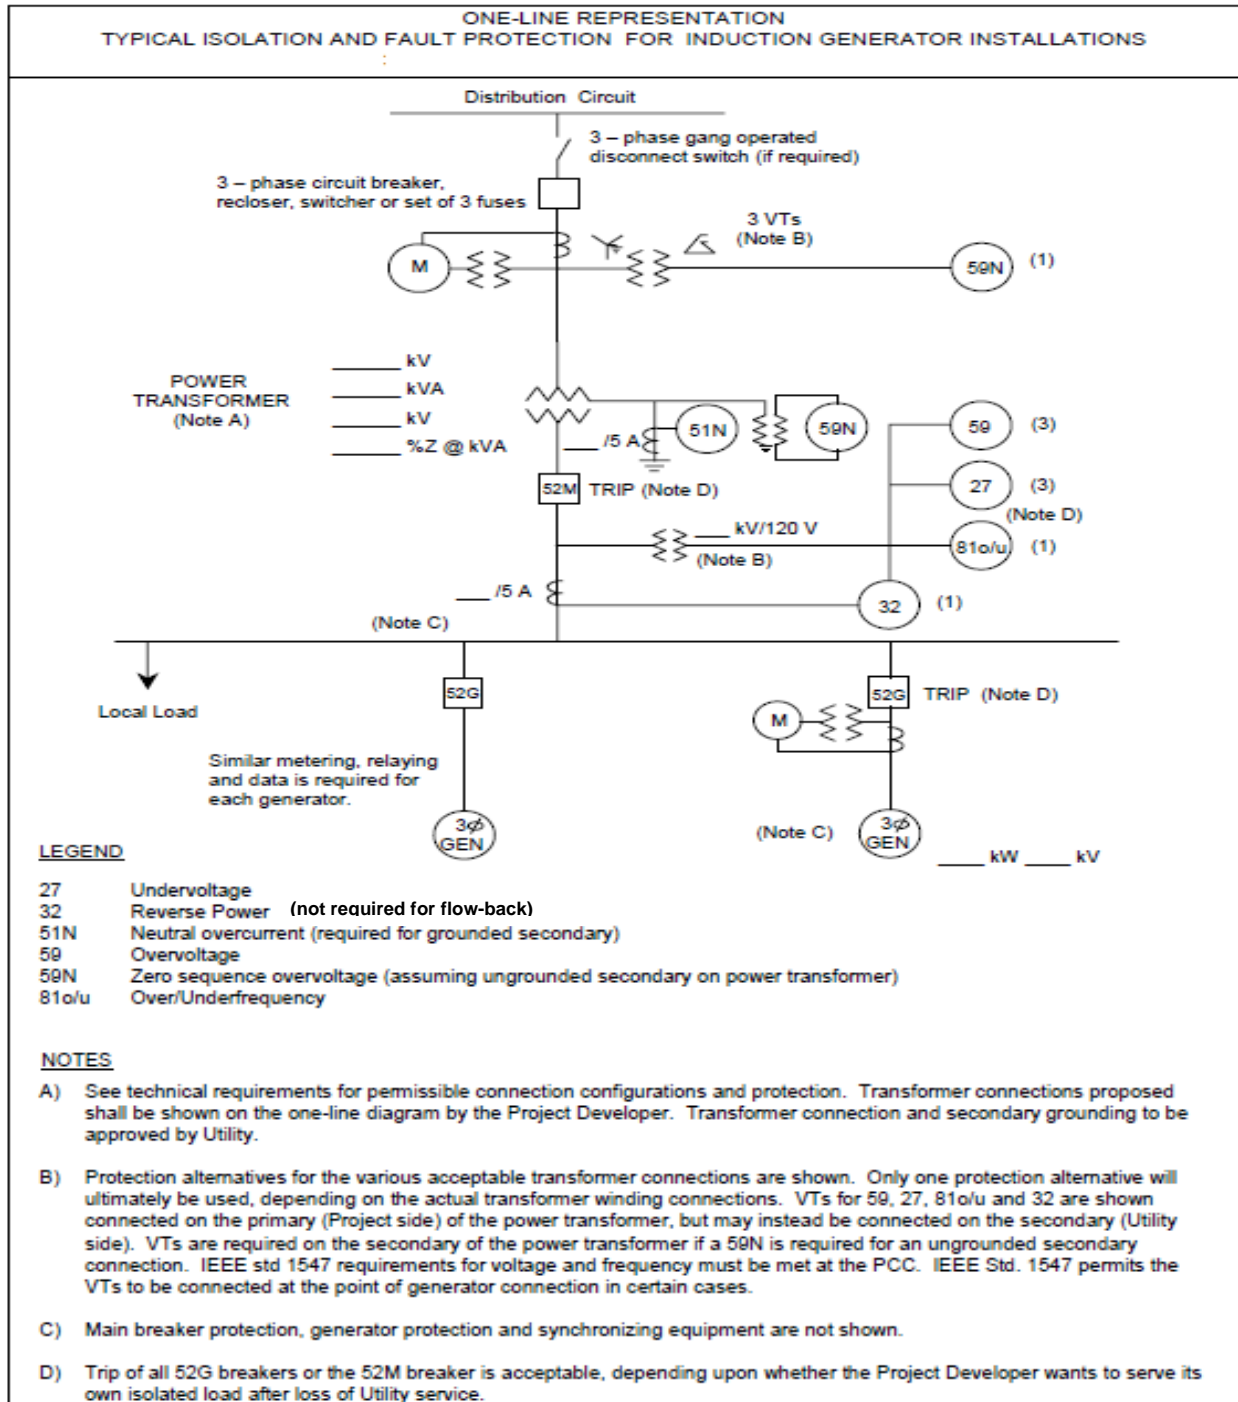 ONE-LINE REPRESENTATION
TYPICAL ISOLATION AND FAULT PROTECTION FOR INDUCTION GENERATOR INSTALLATIONS
:
Distribution Circuit
3 – phase gang operated
disconnect switch (if required)
3 – phase circuit breaker,
recloser, switcher or set of 3 fuses
3 VTs
(Note B)
M
59N (1)
POWER
TRANSFORMER
(Note A)
____ kV
____ kVA
____ kV
____ %Z @ kVA
___ /5 A
51N
59N
59 (3)
27 (3)
(Note D)
52M TRIP (Note D)
___ kV/120 V
(Note B)
81o/u (1)
___ /5 A
32 (1)
(Note C)
Local Load
52G
52G TRIP (Note D)
M
Similar metering, relaying
and data is required for
each generator.
3ϕ
GEN
(Note C)
3ϕ
GEN
____ kW ____ kV
LEGEND
27 Undervoltage
32 Reverse Power (not required for flow-back)
51N Neutral overcurrent (required for grounded secondary)
59 Overvoltage
59N Zero sequence overvoltage (assuming ungrounded secondary on power transformer)
81o/u Over/Underfrequency
NOTES
A) See technical requirements for permissible connection configurations and protection. Transformer connections proposed
shall be shown on the one-line diagram by the Project Developer. Transformer connection and secondary grounding to be
approved by Utility.
B) Protection alternatives for the various acceptable transformer connections are shown. Only one protection alternative will
ultimately be used, depending on the actual transformer winding connections. VTs for 59, 27, 81o/u and 32 are shown
connected on the primary (Project side) of the power transformer, but may instead be connected on the secondary (Utility
side). VTs are required on the secondary of the power transformer if a 59N is required for an ungrounded secondary
connection. IEEE std 1547 requirements for voltage and frequency must be met at the PCC. IEEE Std. 1547 permits the
VTs to be connected at the point of generator connection in certain cases.
C) Main breaker protection, generator protection and synchronizing equipment are not shown.
D) Trip of all 52G breakers or the 52M breaker is acceptable, depending upon whether the Project Developer wants to serve its
own isolated load after loss of Utility service.